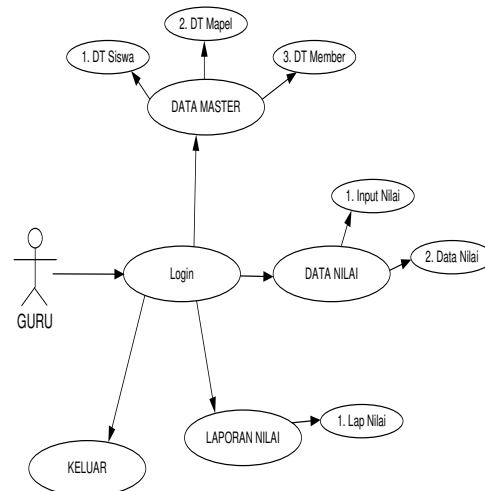 2. DT Mapel
1. DT Siswa
3. DT Member
DATA MASTER
1. Input Nilai
2. Data Nilai
Login
DATA NILAI
GURU
1. Lap Nilai
LAPORAN NILAI
KELUAR